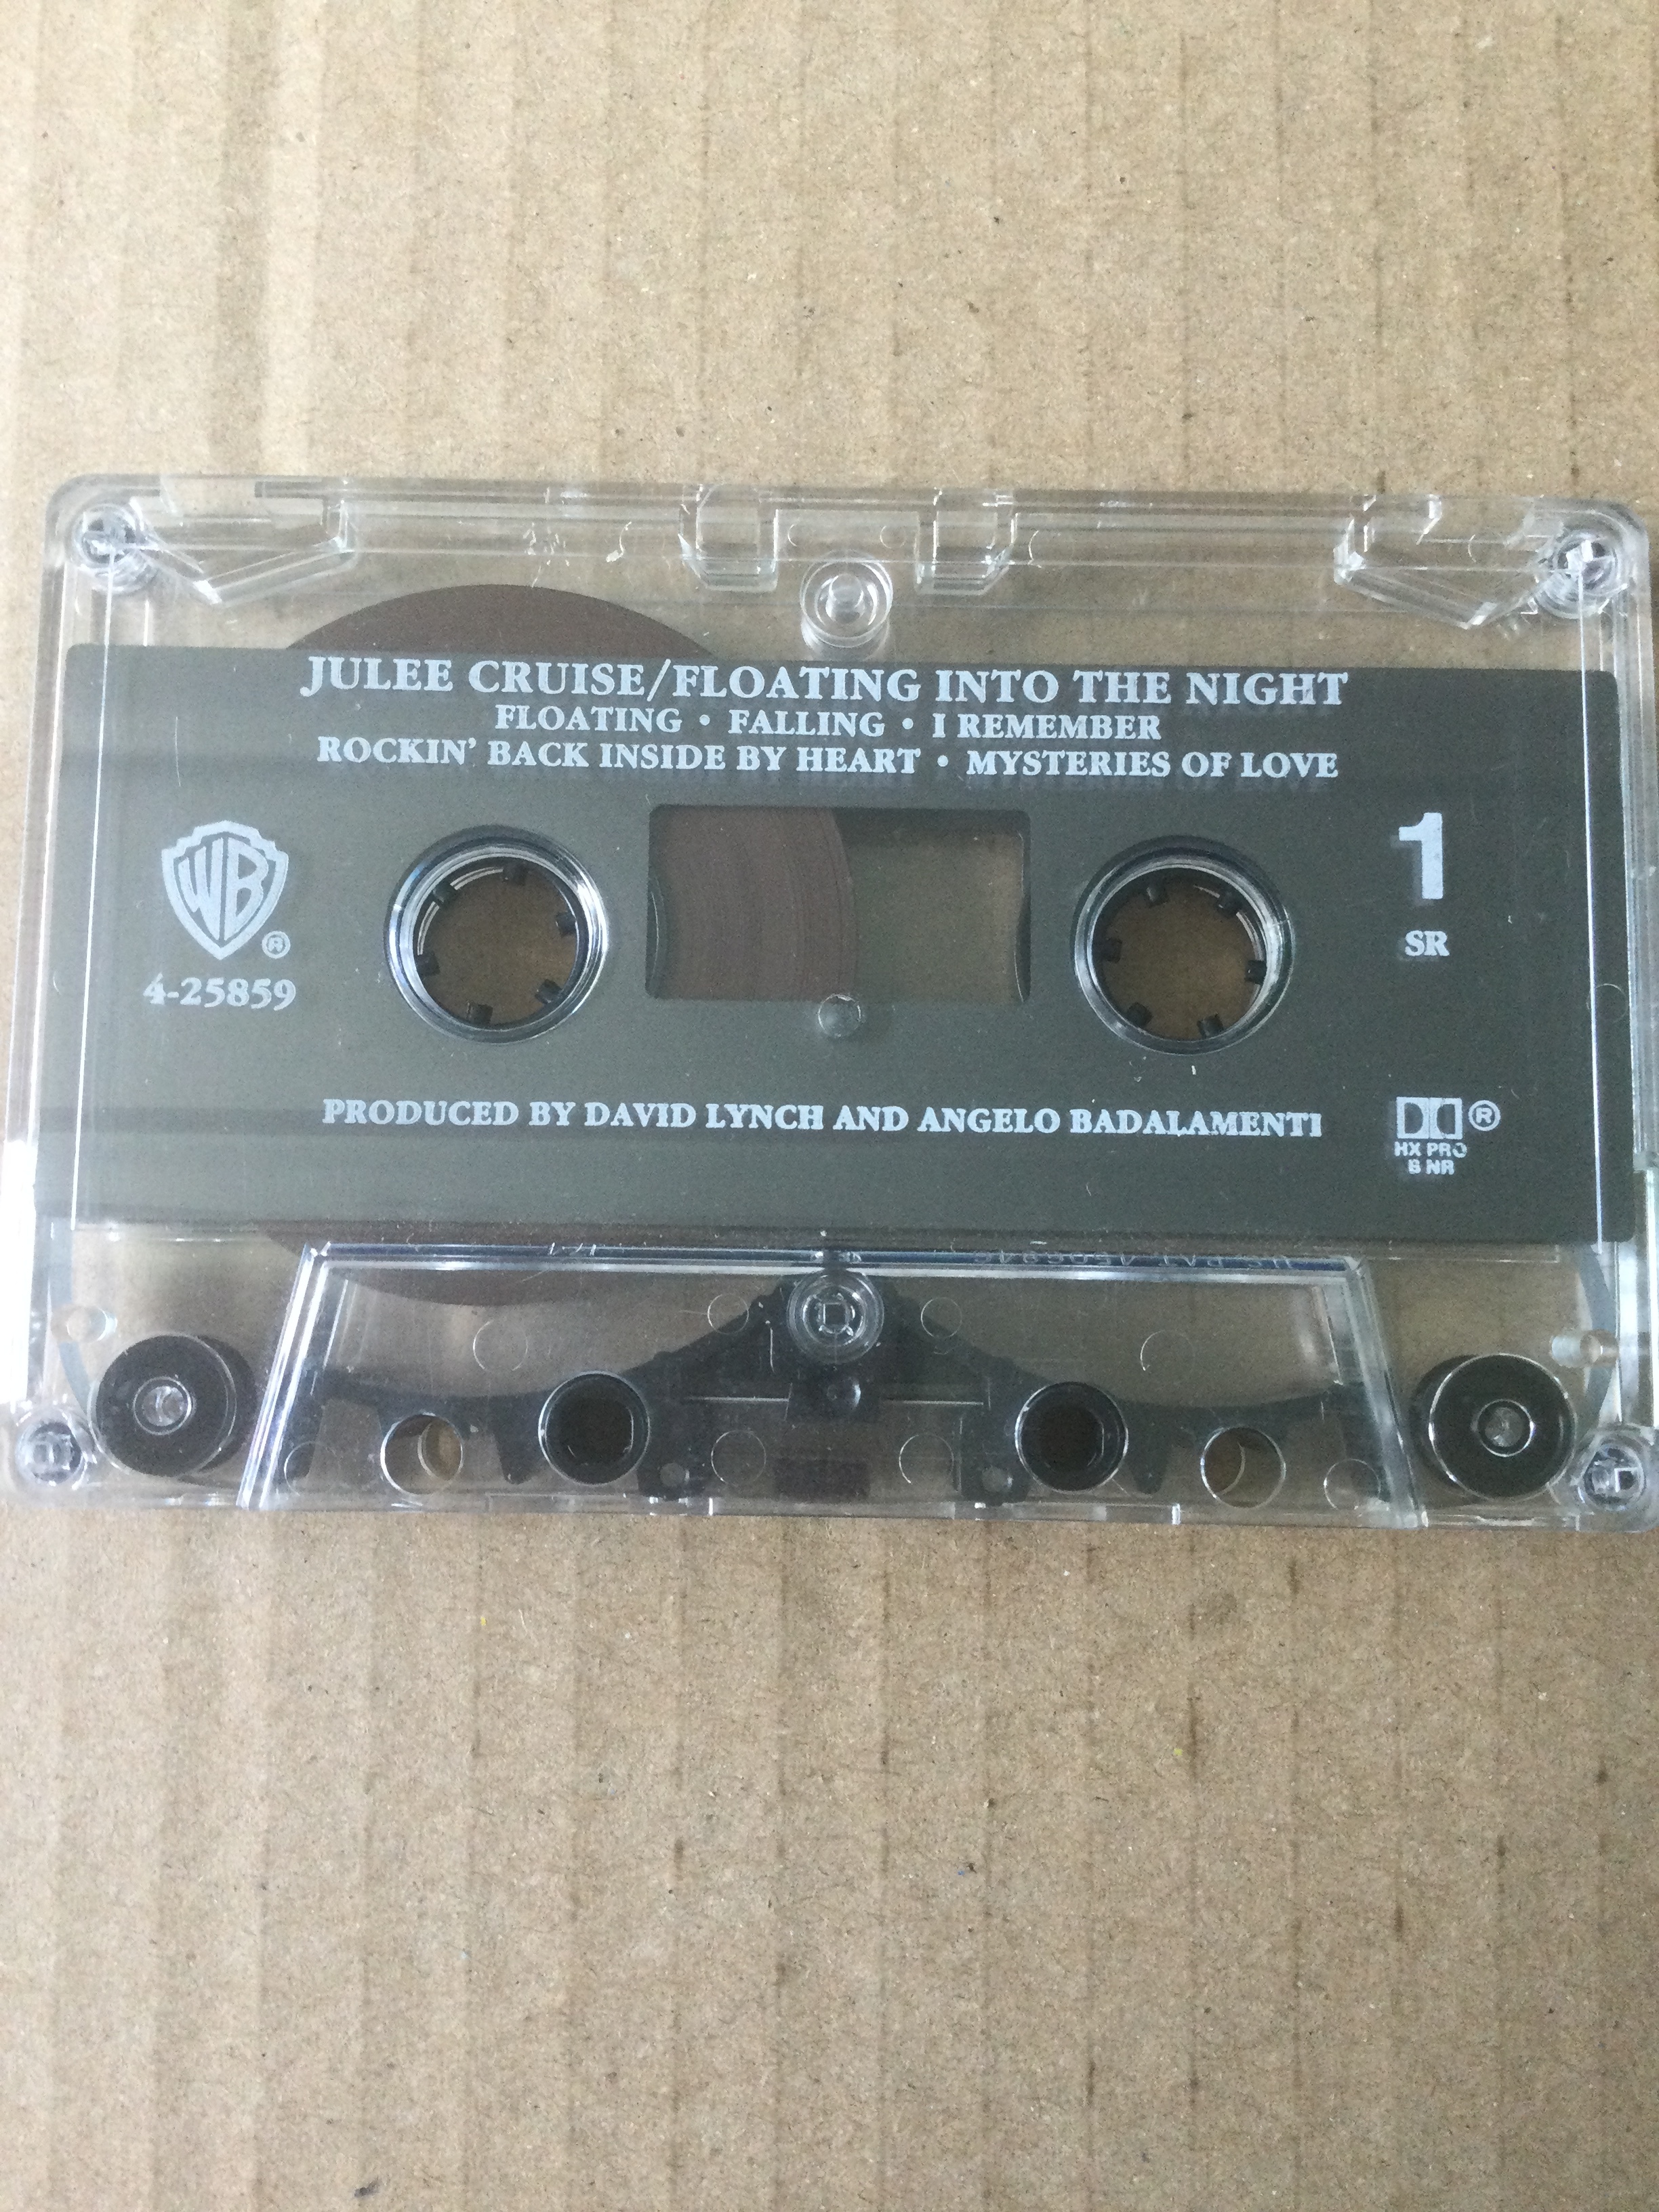 JULEE CRUISE/FLOATING INTO THE NIGHT
FLOATING • FALLING • I REMEMBER
ROCKIN' BACK INSIDE BY HEART • MYSTERIES OF LOVE
WB®
4-25859
1
SR
PRODUCED BY DAVID LYNCH AND ANGELO BADALAMENTI
®
HX PRO
B NR